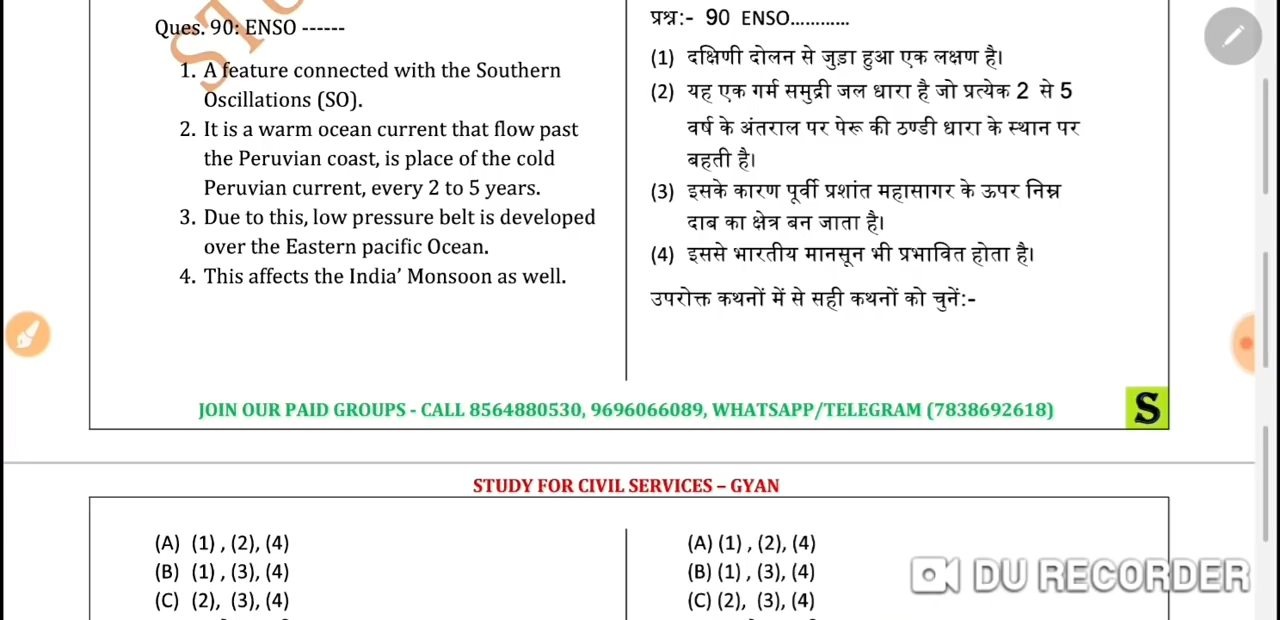 Ques. 90: ENSO ------
1. A feature connected with the Southern
Oscillations (SO).
2. It is a warm ocean current that flow past
the Peruvian coast, is place of the cold
Peruvian current, every 2 to 5 years.
3. Due to this, low pressure belt is developed
over the Eastern pacific Ocean.
4. This affects the India’ Monsoon as well.
प्रश्न:- 90 ENSO............
(1) दक्षिणी दोलन से जुड़ा हुआ एक लक्षण है।
(2) यह एक गर्म समुद्री जल धारा है जो प्रत्येक 2 से 5
वर्ष के अंतराल पर पेरू की ठण्डी धारा के स्थान पर
बहती है।
(3) इसके कारण पूर्वी प्रशांत महासागर के ऊपर निम्न
दाब का क्षेत्र बन जाता है।
(4) इससे भारतीय मानसून भी प्रभावित होता है।
उपरोक्त कथनों में से सही कथनों को चुनें:-
JOIN OUR PAID GROUPS - CALL 8564880530, 9696066089, WHATSAPP/TELEGRAM (7838692618)
S
STUDY FOR CIVIL SERVICES – GYAN
(A) (1) , (2), (4)
(B) (1) , (3), (4)
(C) (2), (3), (4)
(A) (1) , (2), (4)
(B) (1) , (3), (4)
(C) (2), (3), (4)
DU RECORDER